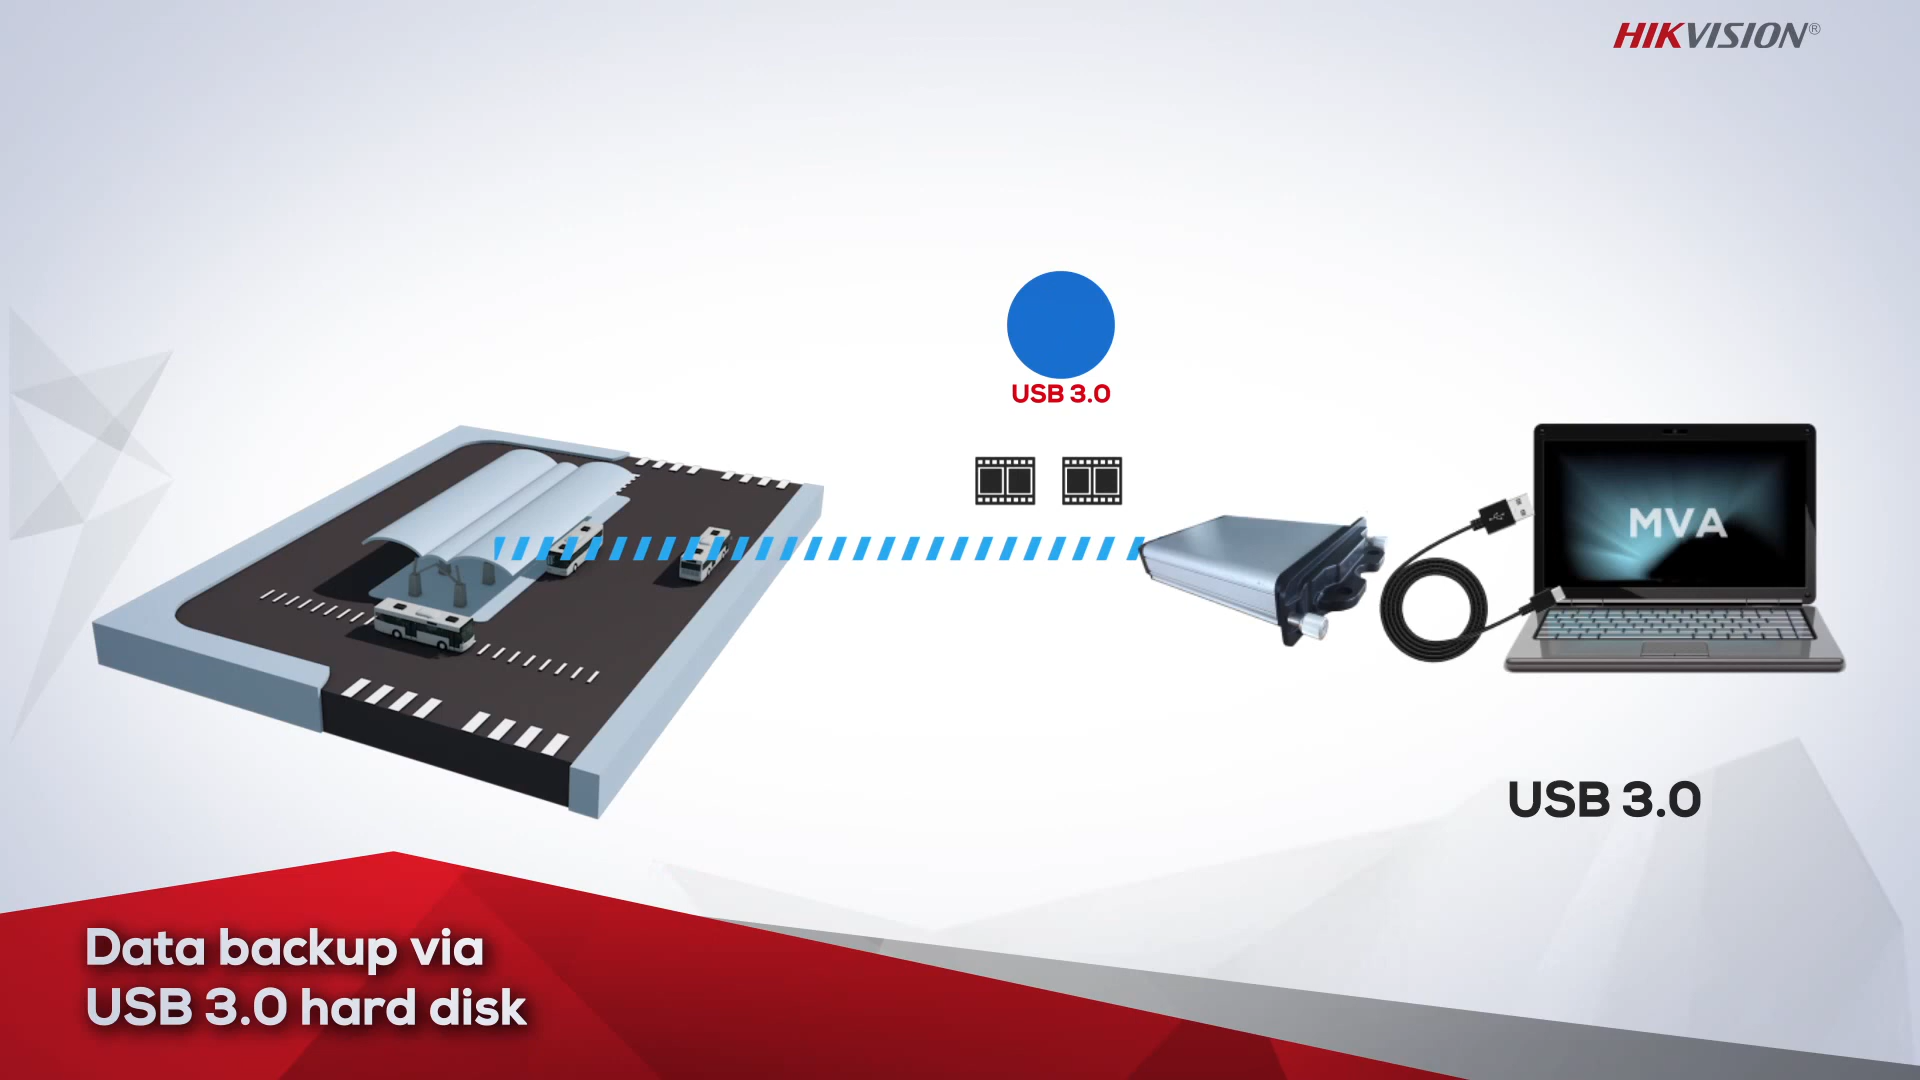 HIKVISION®
USB 3.0
MVA
USB 3.0
Data backup via
USB 3.0 hard disk